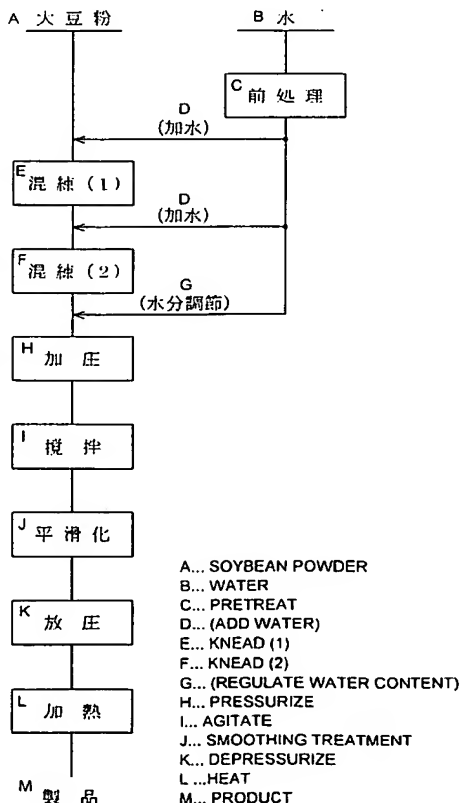 A 大豆粉
B 水
C 前処理
D
(加水)
E 混練(1)
D
(加水)
F 混練(2)
G
(水分調節)
H 加圧
I 撹拌
J 平滑化
K 放圧
L 加熱
M 製品
A... SOYBEAN POWDER
B... WATER
C... PRETREAT
D... (ADD WATER)
E... KNEAD (1)
F... KNEAD (2)
G... (REGULATE WATER CONTENT)
H... PRESSURIZE
I... AGITATE
J... SMOOTHING TREATMENT
K... DEPRESSURIZE
L ...HEAT
M... PRODUCT